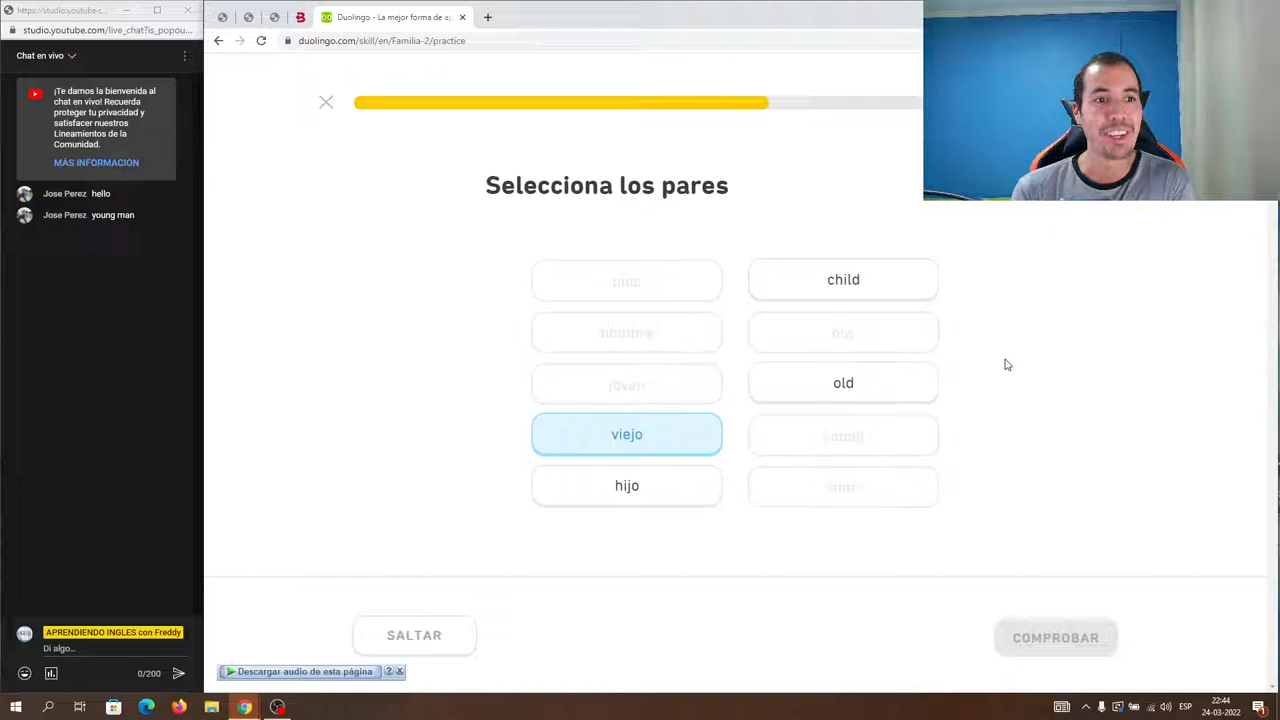 https://studio.youtube.c...
studio.youtube.com/live_chat?is_popou...
Chat en vivo
¡Te damos la bienvenida al
chat en vivo! Recuerda
proteger tu privacidad y
satisfacer nuestros
Lineamientos de la
Comunidad.
MÁS INFORMACIÓN
Jose Perez hello
Jose Perez young man
APRENDIENDO INGLES con Freddy
Di algo...
0/200
Duolingo - La mejor forma de a
duolingo.com/skill/en/Familia-2/practice
Selecciona los pares
child
old
joven
viejo
hijo
SALTAR
COMPROBAR
Descargar audio de esta página
ESP
22:44
24-03-2022